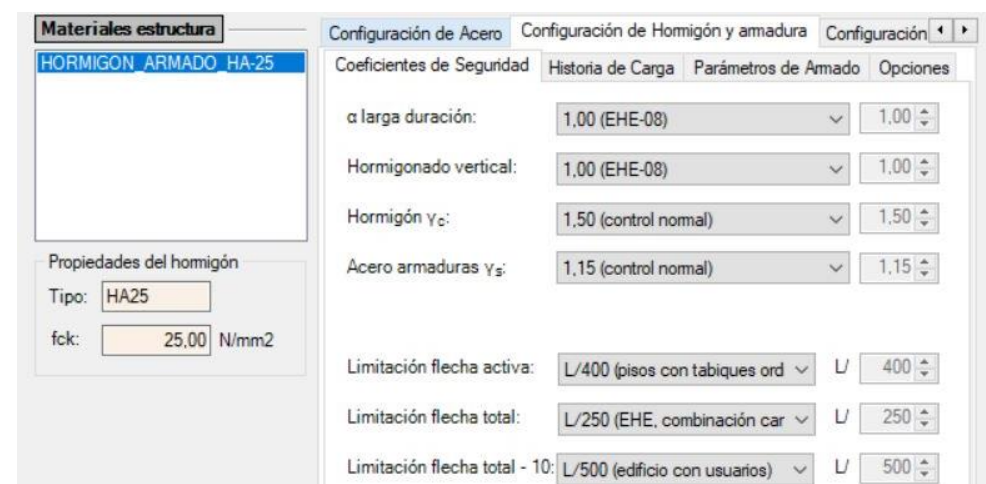 Materiales estructura
HORMIGON_ARMADO_HA-25
Propiedades del hormigón
Tipo: HA25
fck: 25,00 N/mm2
Configuración de Acero Configuración de Hormigón y armadura Configuración
Coeficientes de Seguridad Historia de Carga Parámetros de Armado Opciones
α larga duración: 1,00 (EHE-08) 1,00
Hormigonado vertical: 1,00 (EHE-08) 1,00
Hormigón γc: 1,50 (control normal) 1,50
Acero armaduras γs: 1,15 (control normal) 1,15
Limitación flecha activa: L/400 (pisos con tabiques ord L/ 400
Limitación flecha total: L/250 (EHE, combinación car L/ 250
Limitación flecha total - 10: L/500 (edificio con usuarios) L/ 500